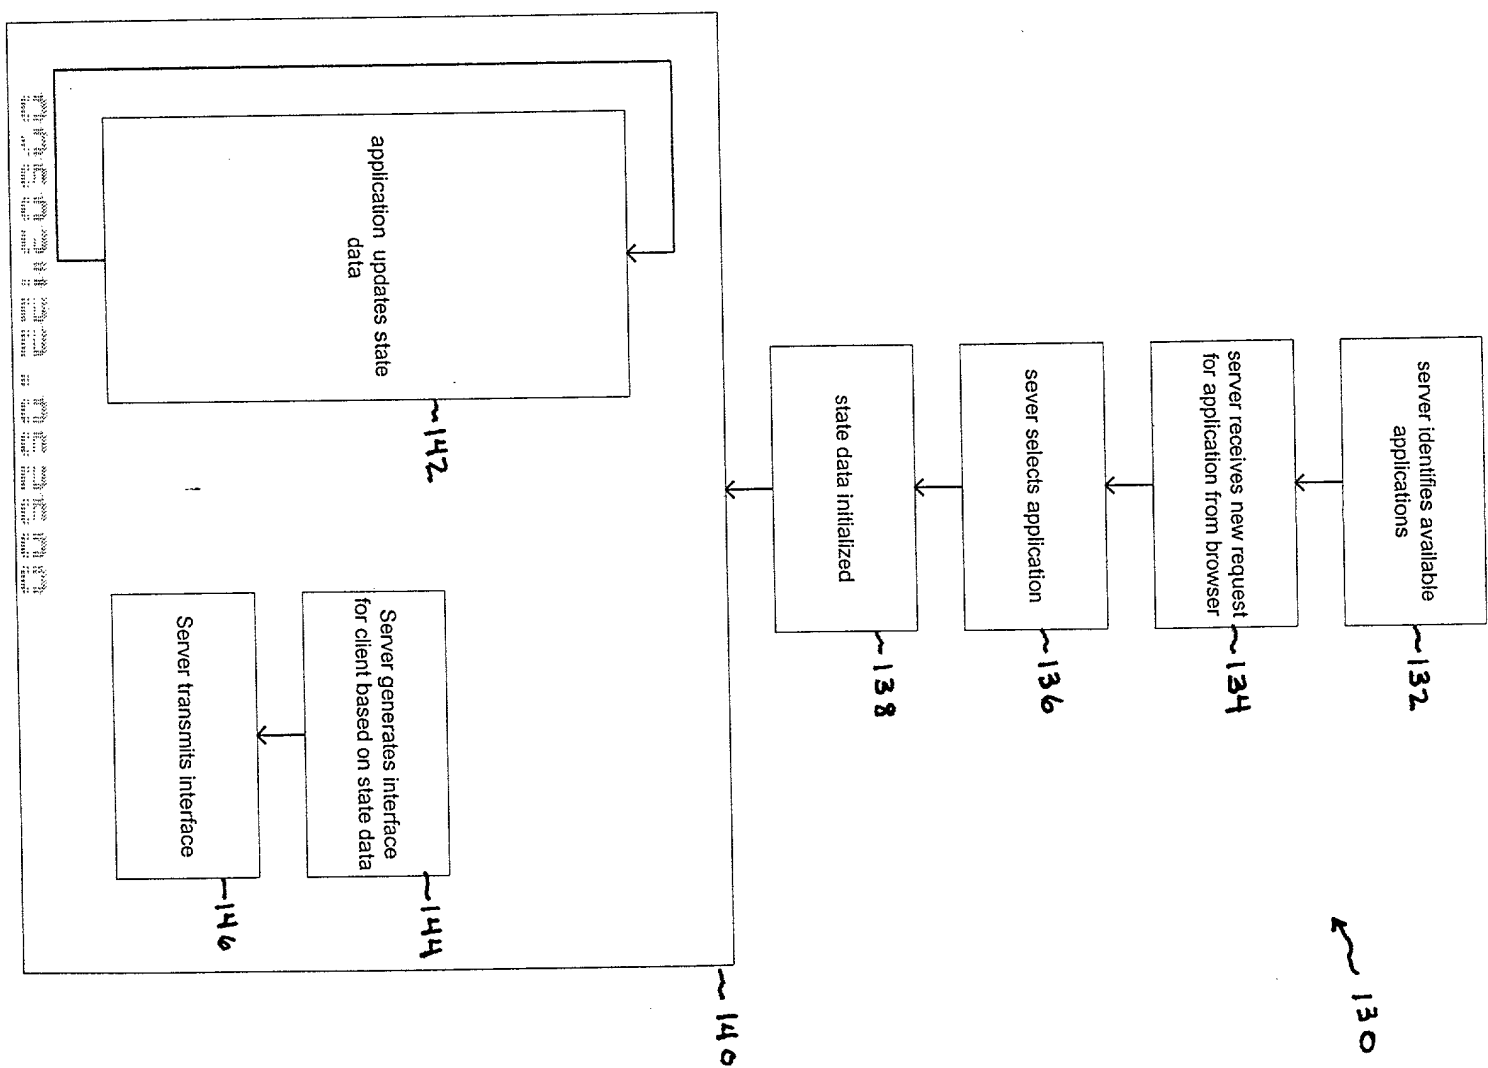 130
server identifies available
applications
132
server receives new request
for application from browser
134
sever selects application
136
state data initialized
138
140
application updates state
data
142
Server generates interface
for client based on state data
144
Server transmits interface
146